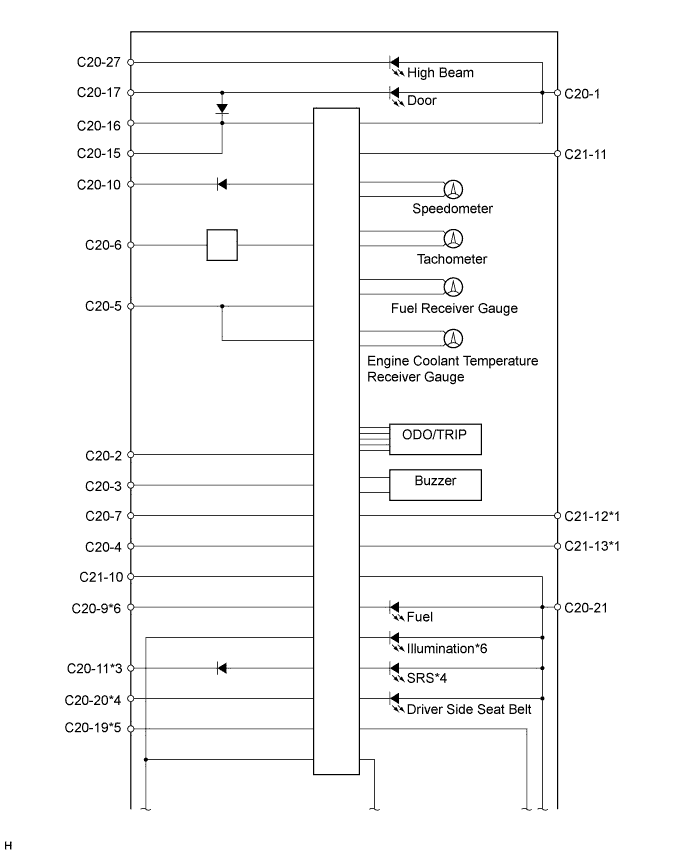 C20-27
High Beam
C20-17
C20-1
Door
C20-16
C20-15
C21-11
C20-10
Speedometer
C20-6
Tachometer
C20-5
Fuel Receiver Gauge
Engine Coolant Temperature
Receiver Gauge
ODO/TRIP
C20-2
Buzzer
C20-3
C20-7
C21-12*1
C20-4
C21-13*1
C21-10
C20-9*6
C20-21
Fuel
Illumination*6
C20-11*3
SRS*4
C20-20*4
Driver Side Seat Belt
C20-19*5
H